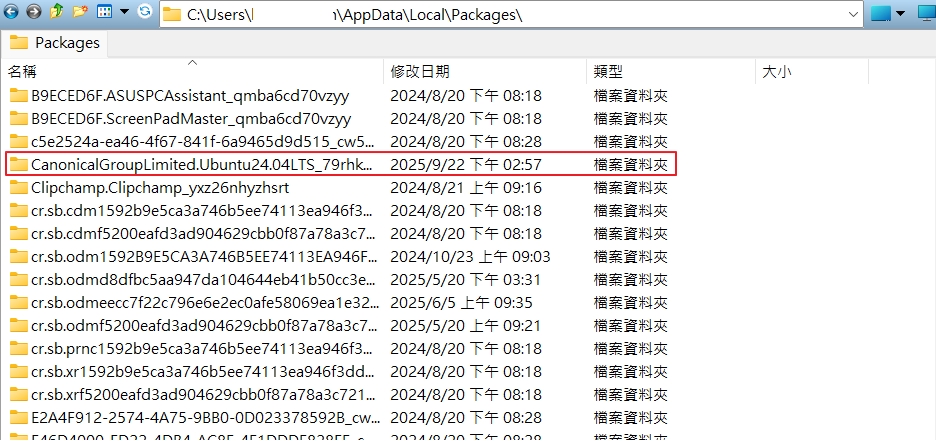 C:\Users\ \AppData\Local\Packages\
Packages
名稱 修改日期 類型 大小
B9ECED6F.ASUSPCAssistant_qmba6cd70vzyy 2024/8/20 下午 08:18 檔案資料夾
B9ECED6F.ScreenPadMaster_qmba6cd70vzyy 2024/8/20 下午 08:18 檔案資料夾
c5e2524a-ea46-4f67-841f-6a9465d9d515_cw5... 2024/8/20 下午 08:28 檔案資料夾
CanonicalGroupLimited.Ubuntu24.04LTS_79rhk... 2025/9/22 下午 02:57 檔案資料夾
Clipchamp.Clipchamp_yxz26nhyzhsrt 2024/8/21 上午 09:16 檔案資料夾
cr.sb.cdm1592b9e5ca3a746b5ee74113ea946f3... 2024/8/20 下午 08:18 檔案資料夾
cr.sb.cdmf5200eafd3ad904629cbb0f87a78a3c7... 2024/8/20 下午 08:18 檔案資料夾
cr.sb.odm1592B9E5CA3A746B5EE74113EA946F... 2024/10/23 上午 09:03 檔案資料夾
cr.sb.odmd8dfbc5aa947da104644eb41b50cc3e... 2025/5/20 下午 03:31 檔案資料夾
cr.sb.odmeecc7f22c796e6e2ec0afe58069ea1e32... 2025/6/5 上午 09:35 檔案資料夾
cr.sb.odmf5200eafd3ad904629cbb0f87a78a3c7... 2025/5/20 上午 09:21 檔案資料夾
cr.sb.prnc1592b9e5ca3a746b5ee74113ea946f3... 2024/8/20 下午 08:18 檔案資料夾
cr.sb.xr1592b9e5ca3a746b5ee74113ea946f3dd... 2024/8/20 下午 08:18 檔案資料夾
cr.sb.xrf5200eafd3ad904629cbb0f87a78a3c721... 2024/8/20 下午 08:18 檔案資料夾
E2A4F912-2574-4A75-9BB0-0D023378592B_cw... 2024/8/20 下午 08:28 檔案資料夾